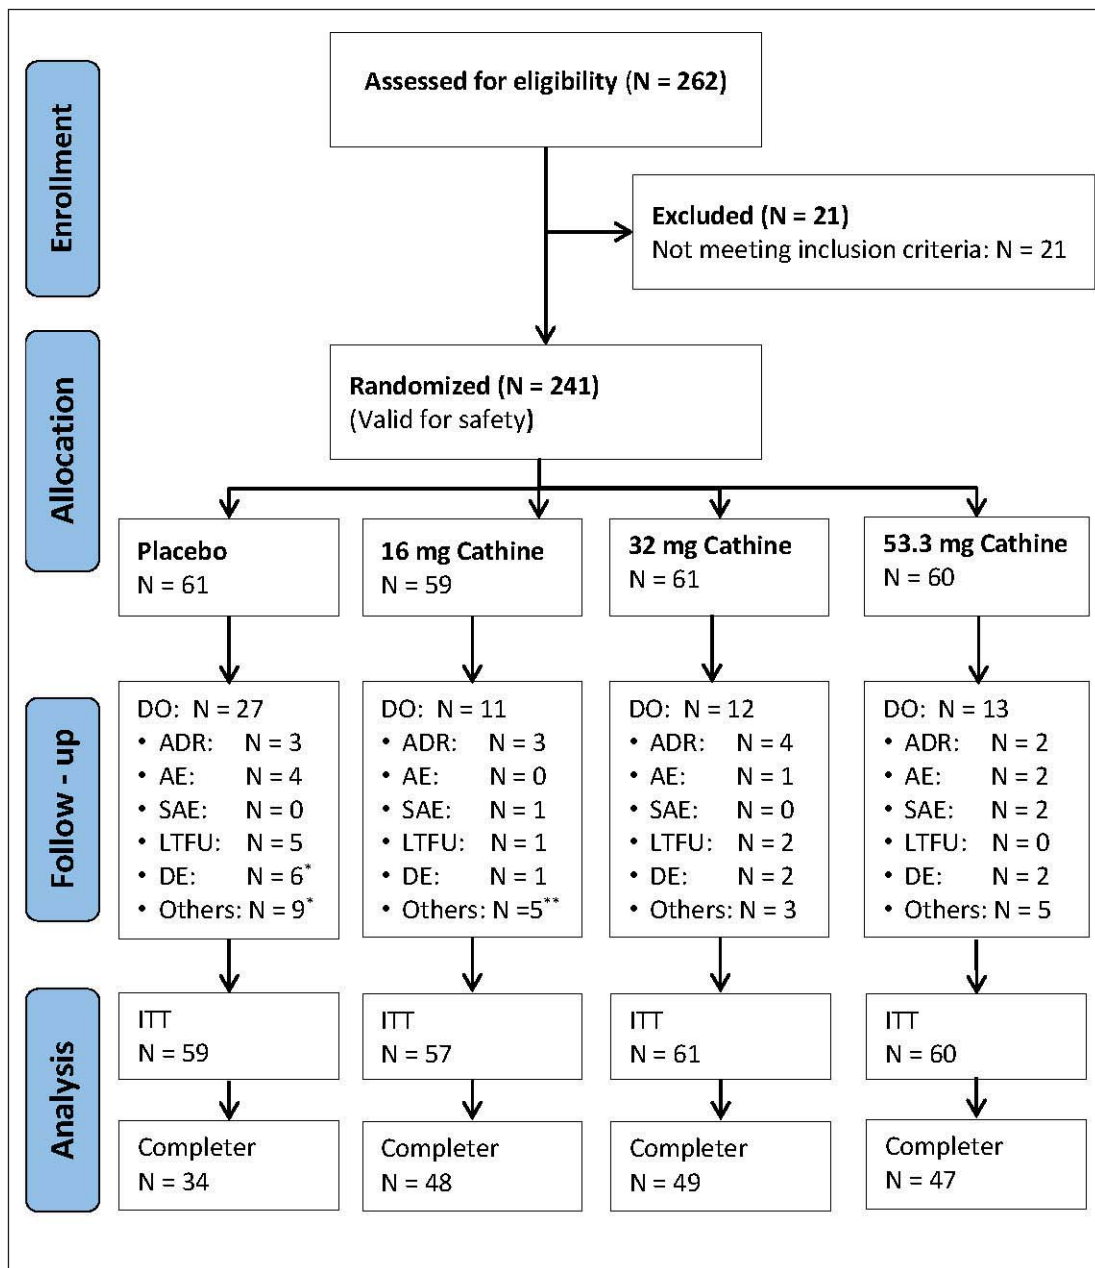 Enrollment
Assessed for eligibility (N = 262)
Excluded (N = 21)
Not meeting inclusion criteria: N = 21
Allocation
Randomized (N = 241)
(Valid for safety)
Placebo
N = 61
16 mg Cathine
N = 59
32 mg Cathine
N = 61
53.3 mg Cathine
N = 60
Follow - up
DO: N = 27
• ADR: N = 3
• AE: N = 4
• SAE: N = 0
• LTFU: N = 5
• DE: N = 6*
• Others: N = 9*
DO: N = 11
• ADR: N = 3
• AE: N = 0
• SAE: N = 1
• LTFU: N = 1
• DE: N = 1
• Others: N =5**
DO: N = 12
• ADR: N = 4
• AE: N = 1
• SAE: N = 0
• LTFU: N = 2
• DE: N = 2
• Others: N = 3
DO: N = 13
• ADR: N = 2
• AE: N = 2
• SAE: N = 2
• LTFU: N = 0
• DE: N = 2
• Others: N = 5
Analysis
ITT
N = 59
ITT
N = 57
ITT
N = 61
ITT
N = 60
Completer
N = 34
Completer
N = 48
Completer
N = 49
Completer
N = 47